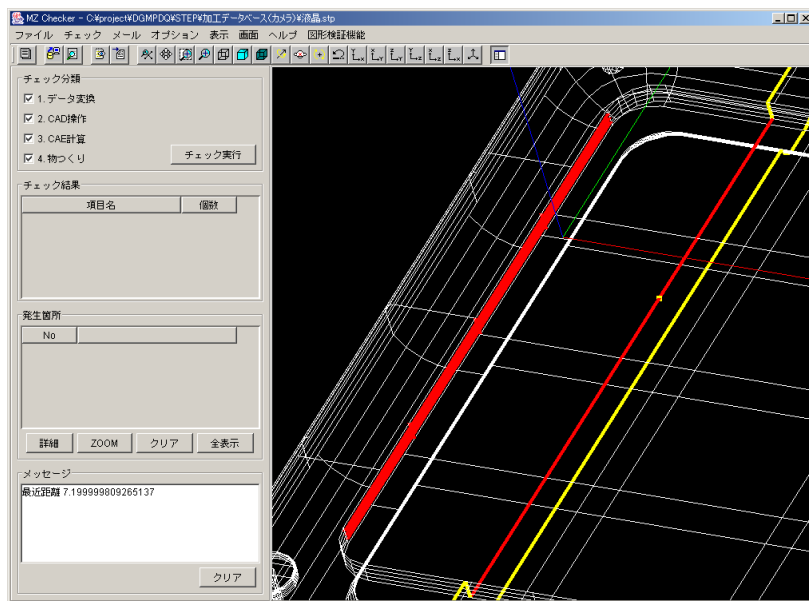 MZ Checker - C:¥project¥DGMPDQ¥STEP¥加工データベース(カメラ)¥液晶.stp
ファイル チェック メール オプション 表示 画面 ヘルプ 図形検証機能
チェック分類
1. データ変換
2. CAD操作
3. CAE計算
4. 物つくり
チェック実行
チェック結果
項目名 個数
発生箇所
No
詳細 ZOOM クリア 全表示
メッセージ
最近距離 7.199999809265137
クリア